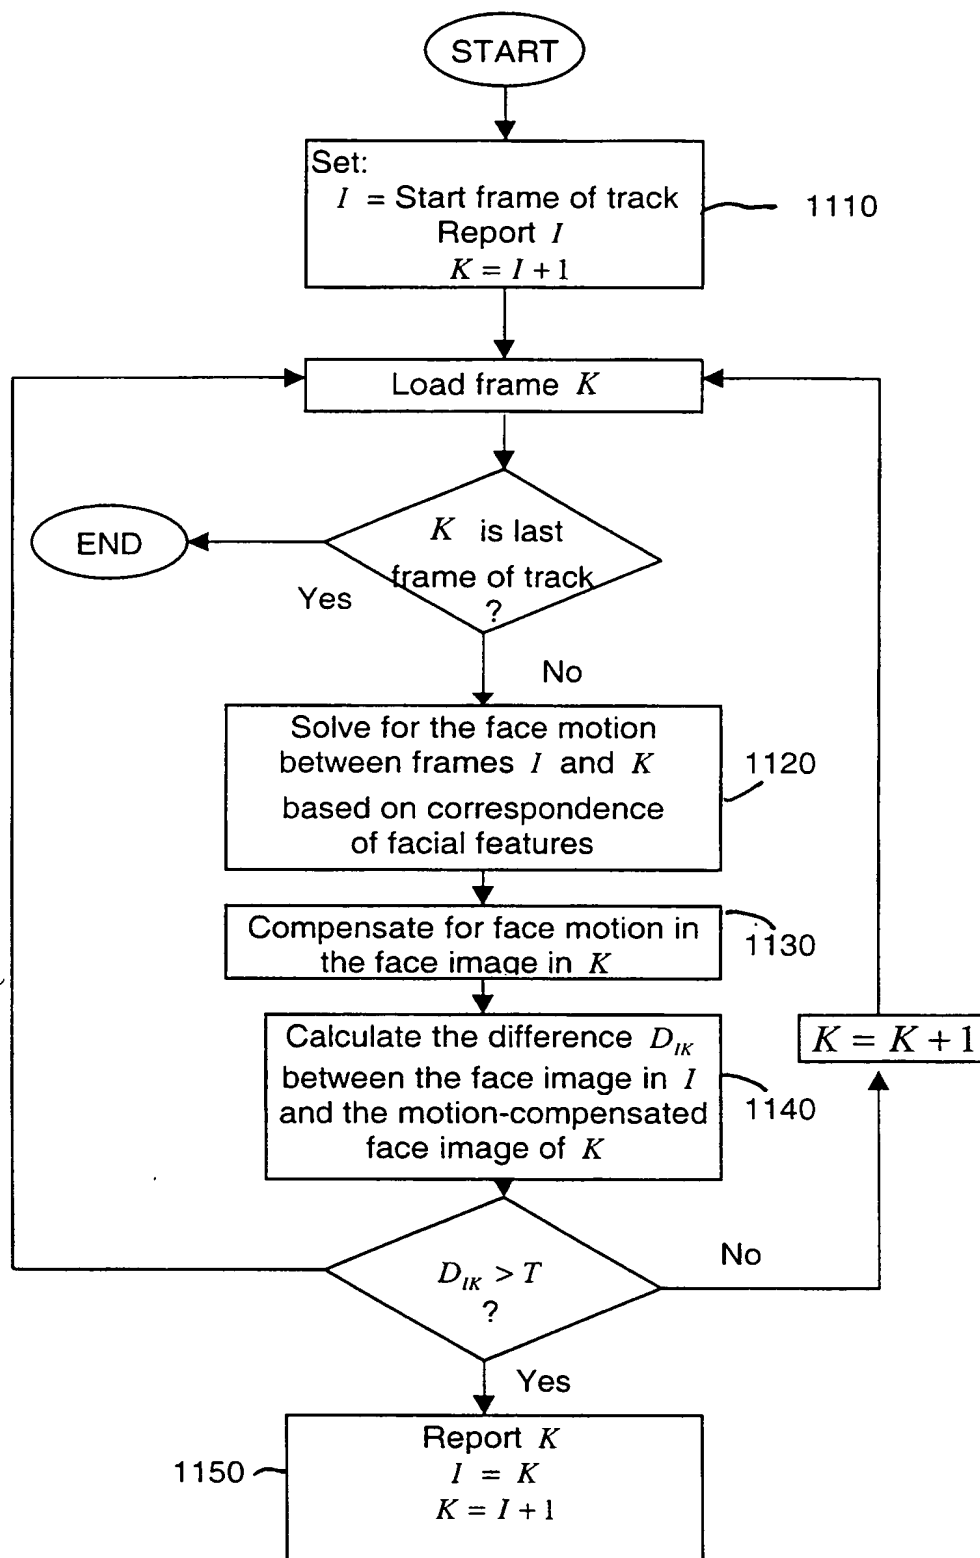 START
Set:
I = Start frame of track
Report I
K = I + 1
1110
Load frame K
K is last
frame of track
?
END
Yes
No
Solve for the face motion
between frames I and K
based on correspondence
of facial features
1120
Compensate for face motion in
the face image in K
1130
Calculate the difference D_IK
between the face image in I
and the motion-compensated
face image of K
1140
K = K + 1
D_IK > T
?
No
Yes
Report K
I = K
K = I + 1
1150